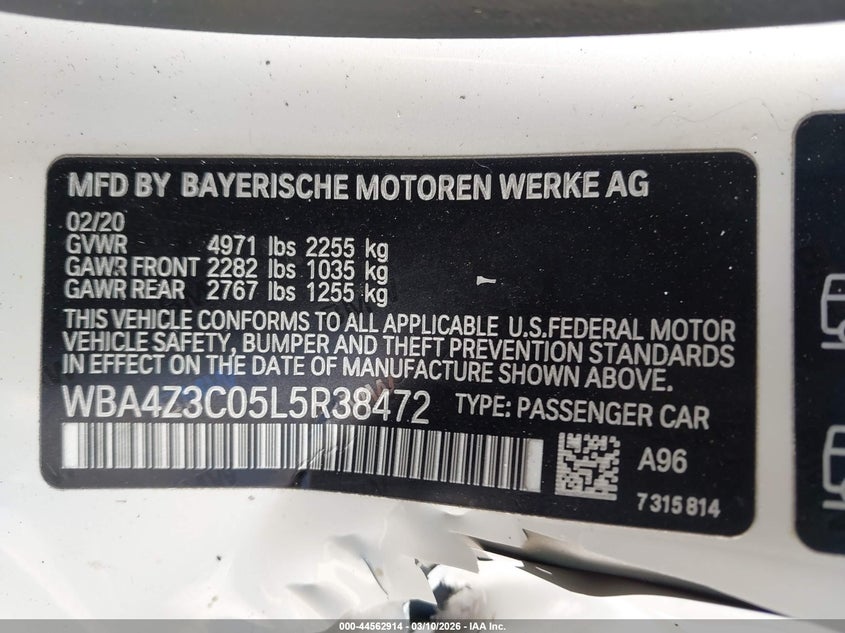 MFD BY BAYERISCHE MOTOREN WERKE AG
02/20
GVWR 4971 lbs 2255 kg
GAWR FRONT 2282 lbs 1035 kg
GAWR REAR 2767 lbs 1255 kg
THIS VEHICLE CONFORMS TO ALL APPLICABLE U.S.FEDERAL MOTOR
VEHICLE SAFETY, BUMPER AND THEFT PREVENTION STANDARDS
IN EFFECT ON THE DATE OF MANUFACTURE SHOWN ABOVE.
WBA4Z3C05L5R38472 TYPE: PASSENGER CAR
A96
7315814
000-44562914 - 03/10/2026 - IAA Inc.